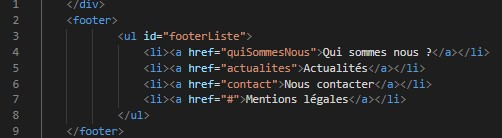 1 </div>
2 <footer>
3 <ul id="footerListe">
4 <li><a href="quiSommesNous">Qui sommes nous ?</a></li>
5 <li><a href="actualites">Actualités</a></li>
6 <li><a href="contact">Nous contacter</a></li>
7 <li><a href="#">Mentions légales</a></li>
8 </ul>
9 </footer>